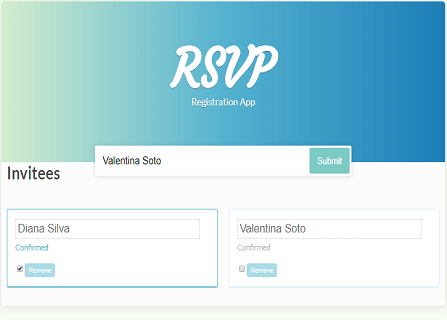 RSVP
Registration App
Valentina Soto
Submit
Invitees
Diana Silva
Confirmed
Remove
Valentina Soto
Confirmed
Remove